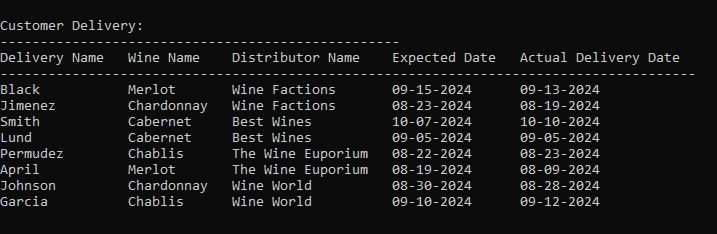 Customer Delivery:
--------------------------------------------------
Delivery Name   Wine Name    Distributor Name    Expected Date   Actual Delivery Date
---------------------------------------------------------------------------------------
Black           Merlot       Wine Factions       09-15-2024      09-13-2024
Jimenez         Chardonnay   Wine Factions       08-23-2024      08-19-2024
Smith           Cabernet     Best Wines          10-07-2024      10-10-2024
Lund            Cabernet     Best Wines          09-05-2024      09-05-2024
Permudez        Chablis      The Wine Euporium   08-22-2024      08-23-2024
April           Merlot       The Wine Euporium   08-19-2024      08-09-2024
Johnson         Chardonnay   Wine World          08-30-2024      08-28-2024
Garcia          Chablis      Wine World          09-10-2024      09-12-2024